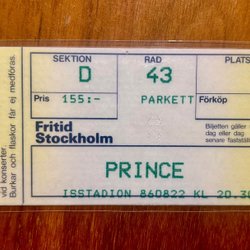 SEKTION RAD PLATS
D 43
Pris 155:- PARKETT Förköp
Fritid
Stockholm
Biljetten gäller
dag eller dag
senare fastställ
PRINCE
ISSTADION 860822 KL 20.30
vid konserter.
Burkar och flaskor får ej medföras.